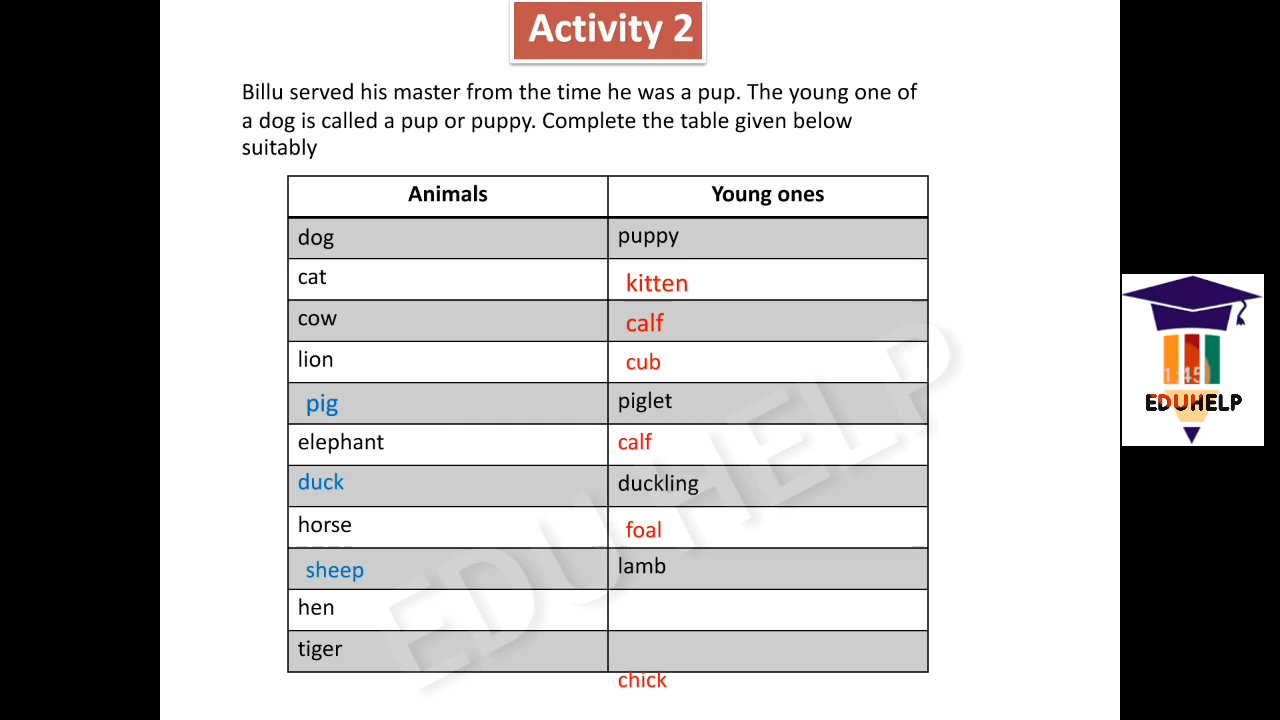 Activity 2
Billu served his master from the time he was a pup. The young one of
a dog is called a pup or puppy. Complete the table given below
suitably
Animals Young ones
dog puppy
cat kitten
cow calf
lion cub
pig piglet
elephant calf
duck duckling
horse foal
sheep lamb
hen
tiger
chick
EDUHELP
EDUHELP